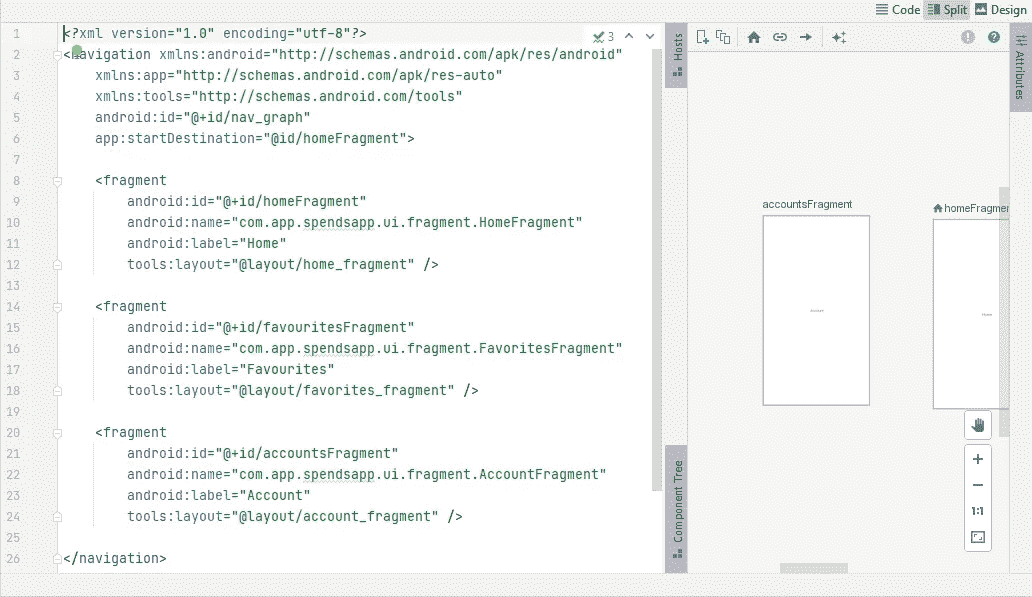 Code Split Design
1 <?xml version="1.0" encoding="utf-8"?>
2 <navigation xmlns:android="http://schemas.android.com/apk/res/android"
3 xmlns:app="http://schemas.android.com/apk/res-auto"
4 xmlns:tools="http://schemas.android.com/tools"
5 android:id="@+id/nav_graph"
6 app:startDestination="@id/homeFragment">
7
8 <fragment
9 android:id="@+id/homeFragment"
10 android:name="com.app.spendsapp.ui.fragment.HomeFragment"
11 android:label="Home"
12 tools:layout="@layout/home_fragment" />
13
14 <fragment
15 android:id="@+id/favouritesFragment"
16 android:name="com.app.spendsapp.ui.fragment.FavoritesFragment"
17 android:label="Favourites"
18 tools:layout="@layout/favorites_fragment" />
19
20 <fragment
21 android:id="@+id/accountsFragment"
22 android:name="com.app.spendsapp.ui.fragment.AccountFragment"
23 android:label="Account"
24 tools:layout="@layout/account_fragment" />
25
26 </navigation>
3
Hosts
Component Tree
accountsFragment
homeFragmen
Home
1:1
Attributes